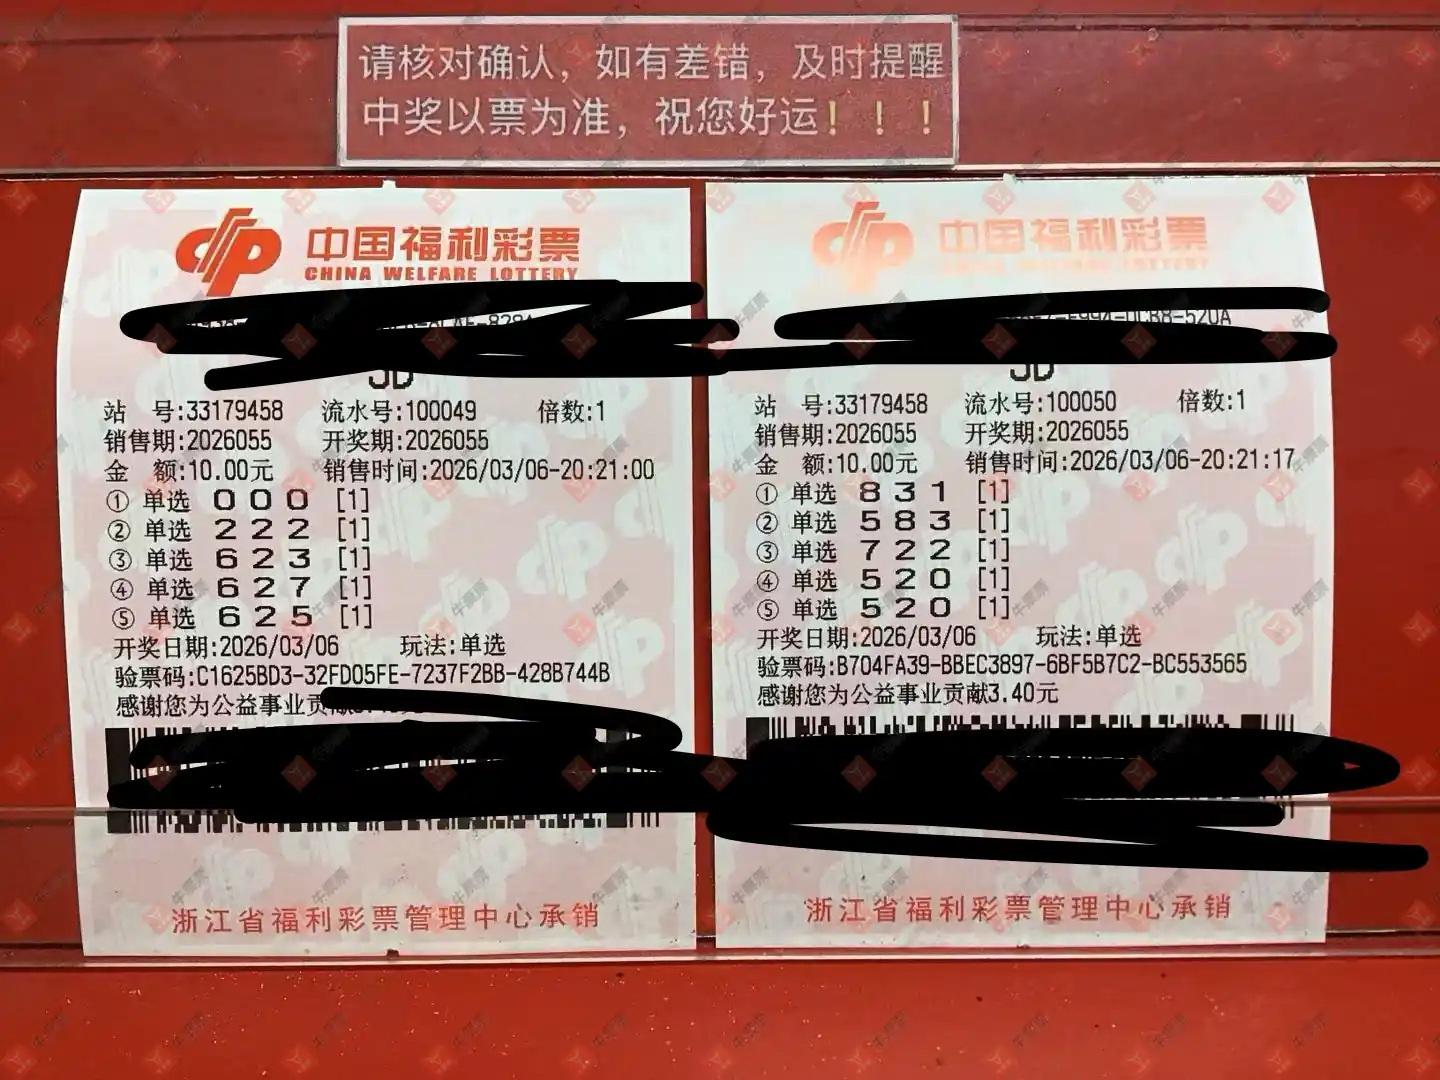 请核对确认，如有差错，及时提醒
中奖以票为准，祝您好运！！！
中国福利彩票
CHINA WELFARE LOTTERY
3D
站 号:33179458 流水号:100049 倍数:1
销售期:2026055 开奖期:2026055
金 额:10.00元 销售时间:2026/03/06-20:21:00
① 单选 0 0 0 [1]
② 单选 2 2 2 [1]
③ 单选 6 2 3 [1]
④ 单选 6 2 7 [1]
⑤ 单选 6 2 5 [1]
开奖日期:2026/03/06 玩法:单选
验票码:C1625BD3-32FD05FE-7237F2BB-428B744B
感谢您为公益事业贡献
浙江省福利彩票管理中心承销
中国福利彩票
CHINA WELFARE LOTTERY
-520A
3D
站 号:33179458 流水号:100050 倍数:1
销售期:2026055 开奖期:2026055
金 额:10.00元 销售时间:2026/03/06-20:21:17
① 单选 8 3 1 [1]
② 单选 5 8 3 [1]
③ 单选 7 2 2 [1]
④ 单选 5 2 0 [1]
⑤ 单选 5 2 0 [1]
开奖日期:2026/03/06 玩法:单选
验票码:B704FA39-BBEC3897-6BF5B7C2-BC553565
感谢您为公益事业贡献3.40元
浙江省福利彩票管理中心承销